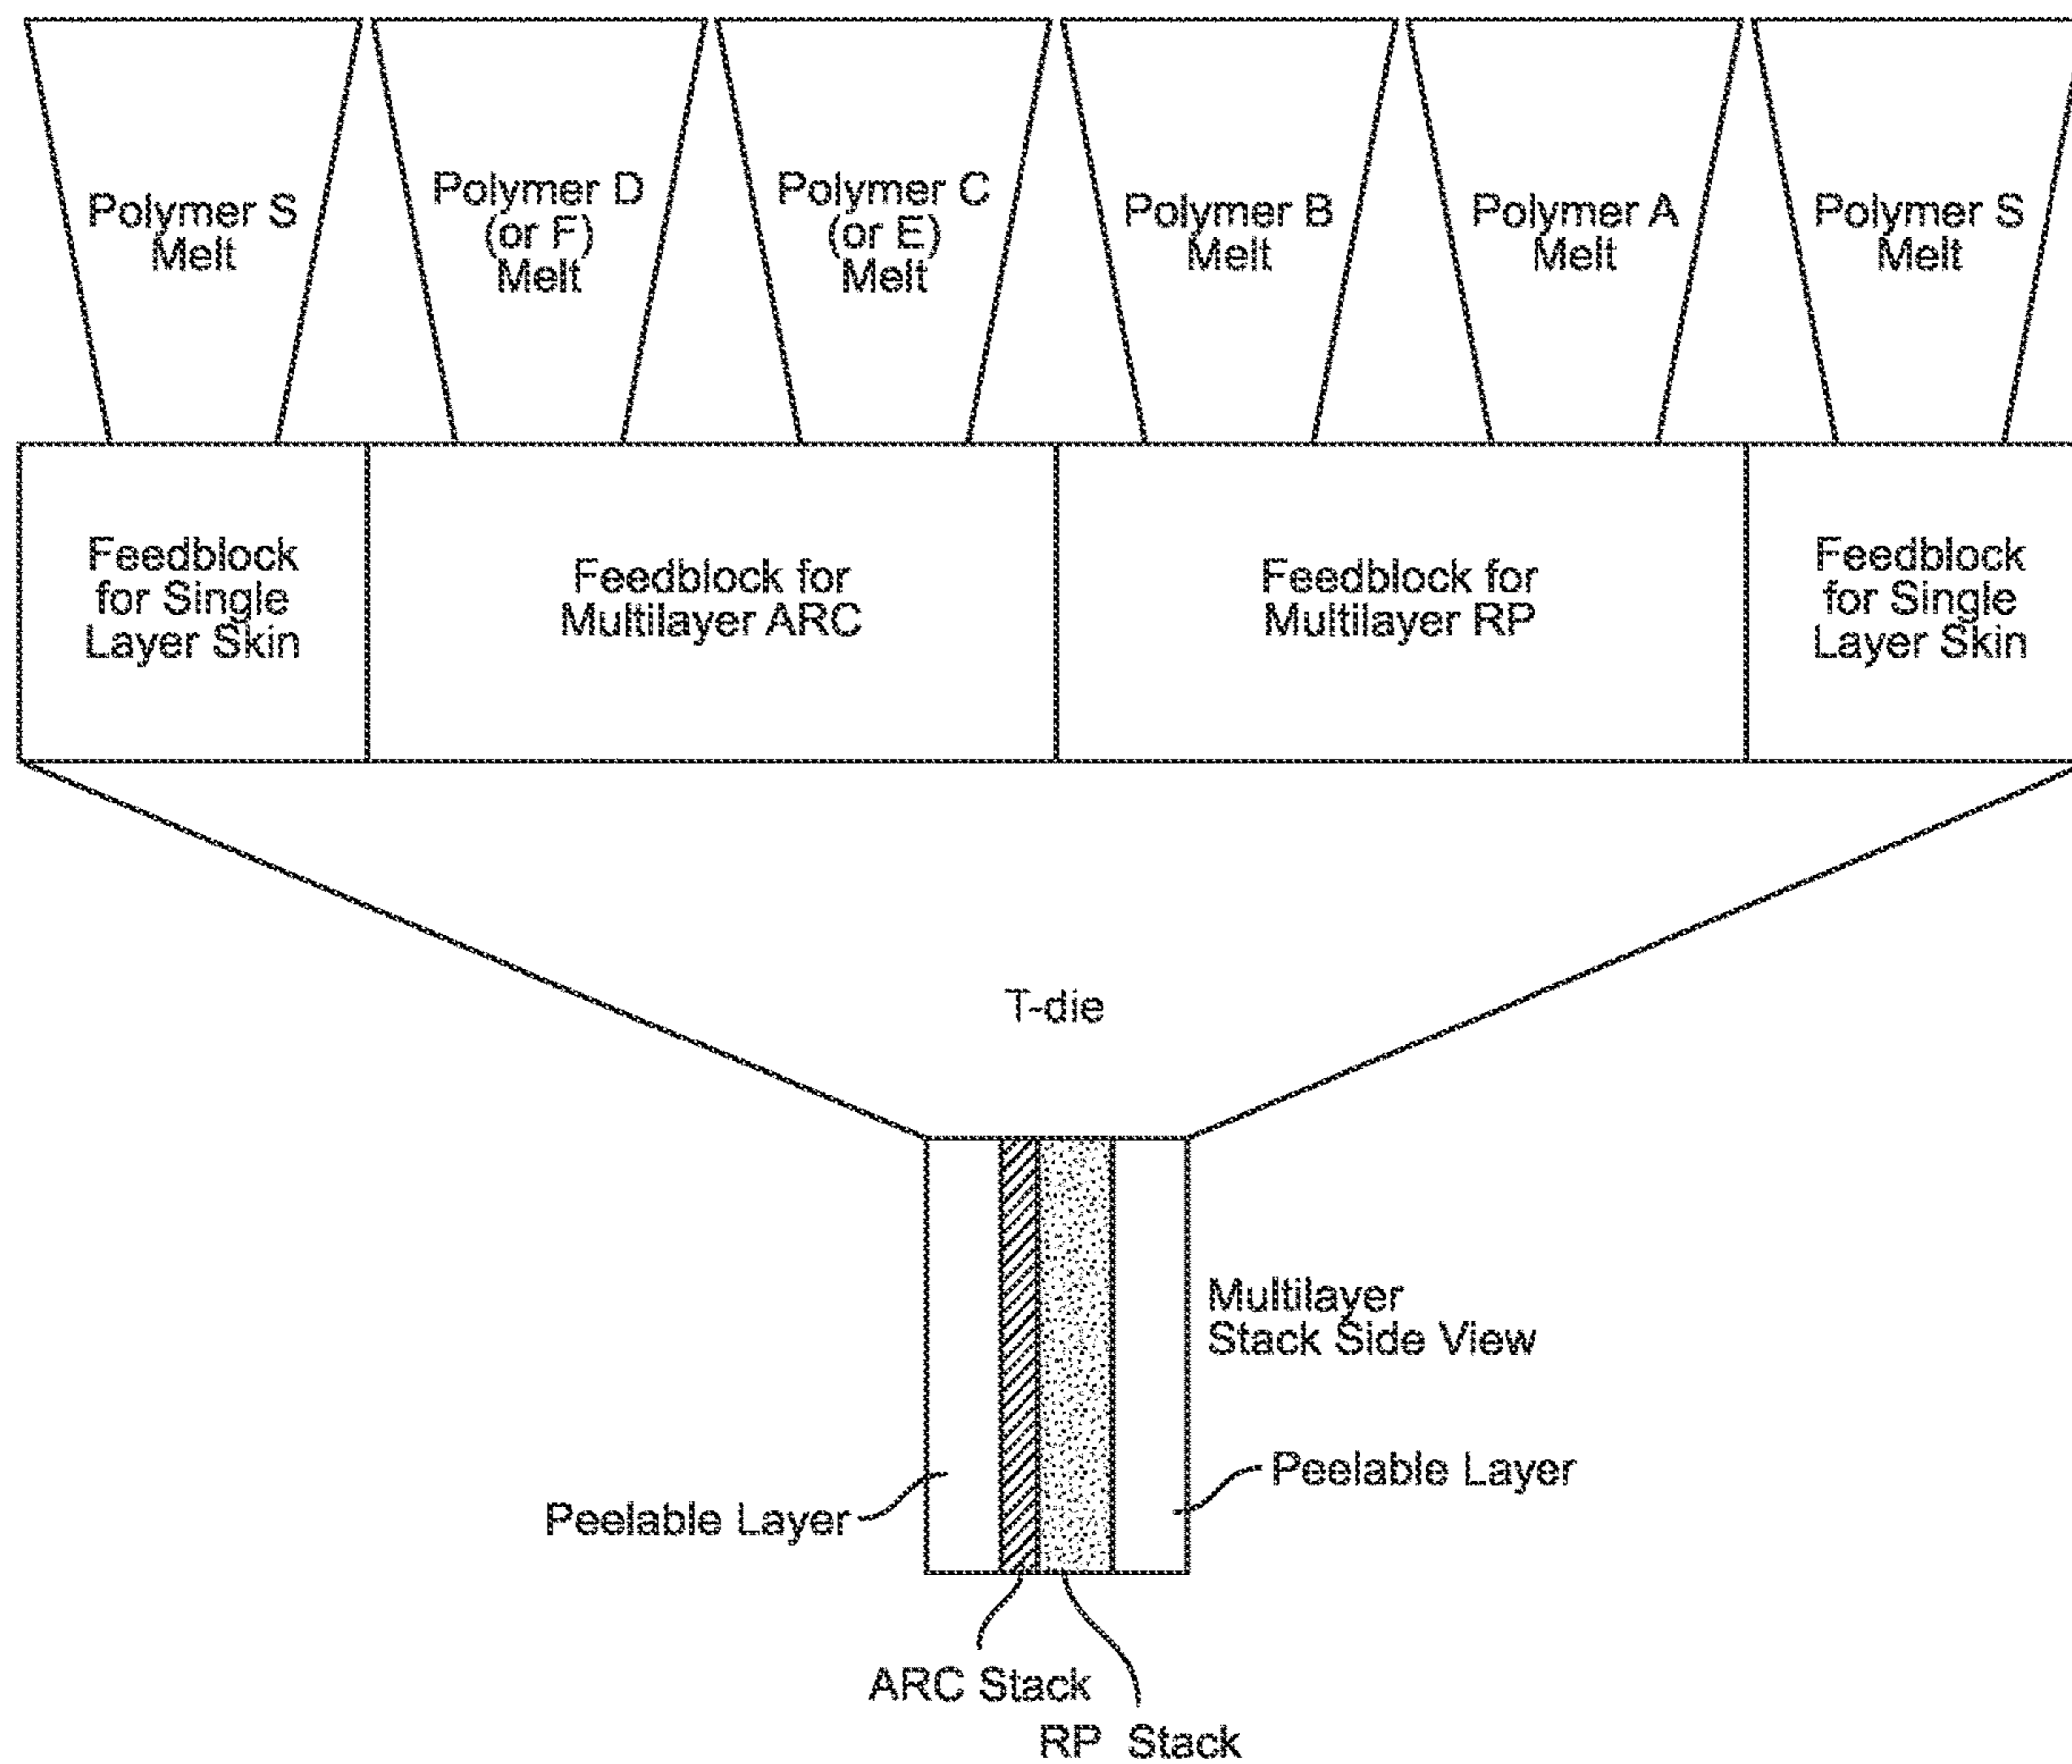 Polymer S
Melt
Polymer D
(or F)
Melt
Polymer C
(or E)
Melt
Polymer B
Melt
Polymer A
Melt
Polymer S
Melt
Feedblock
for Single
Layer Skin
Feedblock for
Multilayer ARC
Feedblock for
Multilayer RP
Feedblock
for Single
Layer Skin
T-die
Multilayer
Stack Side View
Peelable Layer
Peelable Layer
ARC Stack
RP Stack